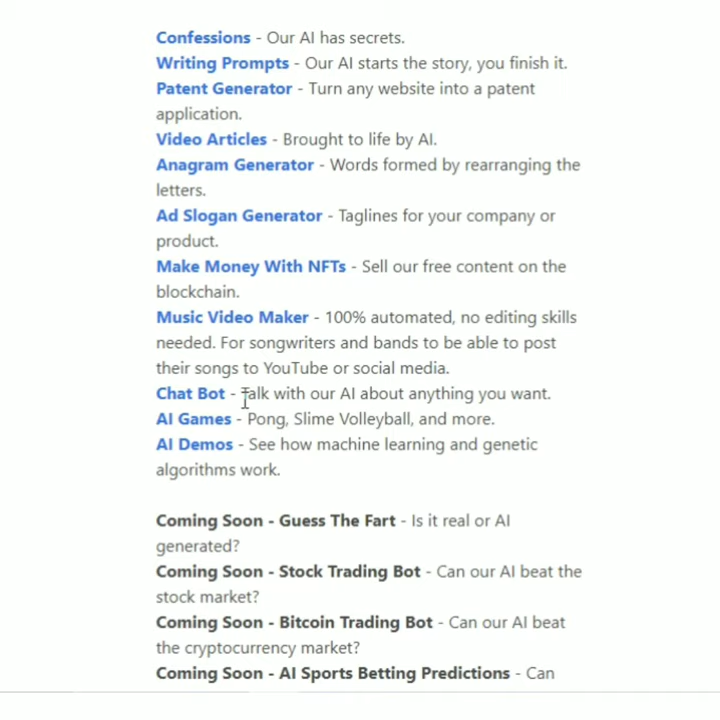 Confessions - Our AI has secrets.
Writing Prompts - Our AI starts the story, you finish it.
Patent Generator - Turn any website into a patent
application.
Video Articles - Brought to life by AI.
Anagram Generator - Words formed by rearranging the
letters.
Ad Slogan Generator - Taglines for your company or
product.
Make Money With NFTs - Sell our free content on the
blockchain.
Music Video Maker - 100% automated, no editing skills
needed. For songwriters and bands to be able to post
their songs to YouTube or social media.
Chat Bot - Talk with our AI about anything you want.
AI Games - Pong, Slime Volleyball, and more.
AI Demos - See how machine learning and genetic
algorithms work.
Coming Soon - Guess The Fart - Is it real or AI
generated?
Coming Soon - Stock Trading Bot - Can our AI beat the
stock market?
Coming Soon - Bitcoin Trading Bot - Can our AI beat
the cryptocurrency market?
Coming Soon - AI Sports Betting Predictions - Can